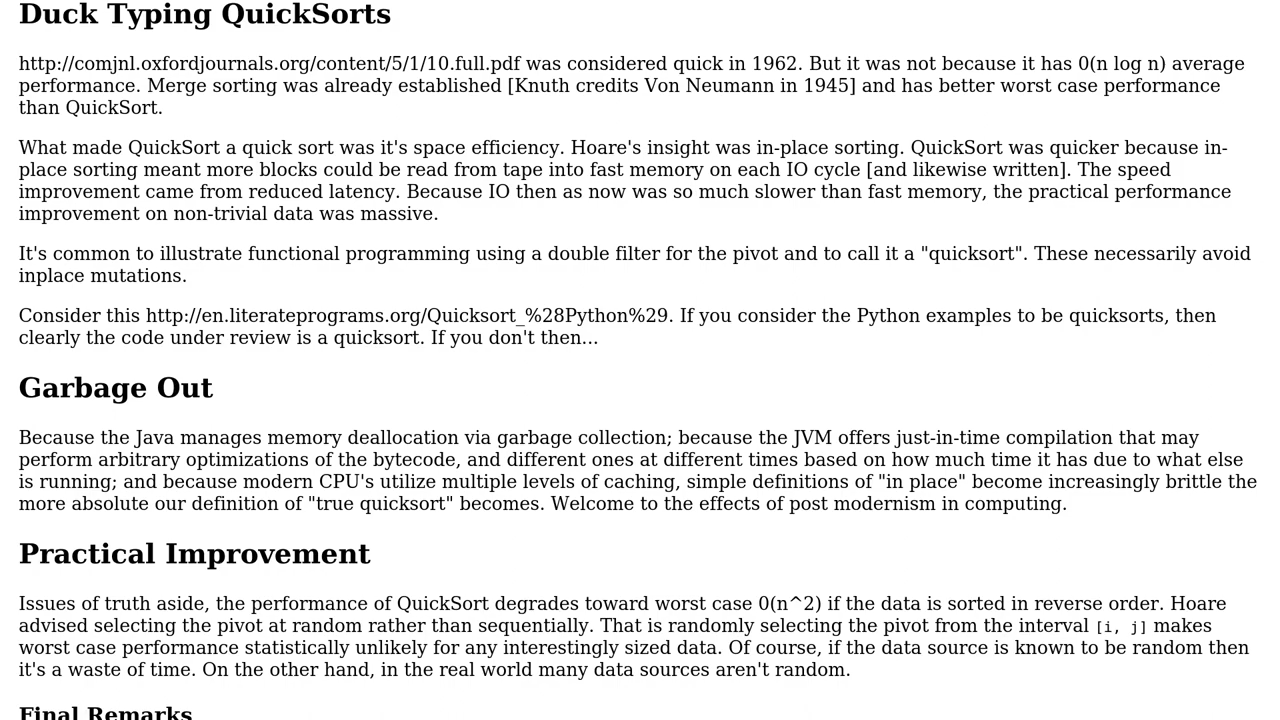 Duck Typing QuickSorts
http://comjnl.oxfordjournals.org/content/5/1/10.full.pdf was considered quick in 1962. But it was not because it has 0(n log n) average
performance. Merge sorting was already established [Knuth credits Von Neumann in 1945] and has better worst case performance
than QuickSort.
What made QuickSort a quick sort was it's space efficiency. Hoare's insight was in-place sorting. QuickSort was quicker because in-
place sorting meant more blocks could be read from tape into fast memory on each IO cycle [and likewise written]. The speed
improvement came from reduced latency. Because IO then as now was so much slower than fast memory, the practical performance
improvement on non-trivial data was massive.
It's common to illustrate functional programming using a double filter for the pivot and to call it a "quicksort". These necessarily avoid
inplace mutations.
Consider this http://en.literateprograms.org/Quicksort_%28Python%29. If you consider the Python examples to be quicksorts, then
clearly the code under review is a quicksort. If you don't then...
Garbage Out
Because the Java manages memory deallocation via garbage collection; because the JVM offers just-in-time compilation that may
perform arbitrary optimizations of the bytecode, and different ones at different times based on how much time it has due to what else
is running; and because modern CPU's utilize multiple levels of caching, simple definitions of "in place" become increasingly brittle the
more absolute our definition of "true quicksort" becomes. Welcome to the effects of post modernism in computing.
Practical Improvement
Issues of truth aside, the performance of QuickSort degrades toward worst case 0(n^2) if the data is sorted in reverse order. Hoare
advised selecting the pivot at random rather than sequentially. That is randomly selecting the pivot from the interval [i, j] makes
worst case performance statistically unlikely for any interestingly sized data. Of course, if the data source is known to be random then
it's a waste of time. On the other hand, in the real world many data sources aren't random.
Final Remarks